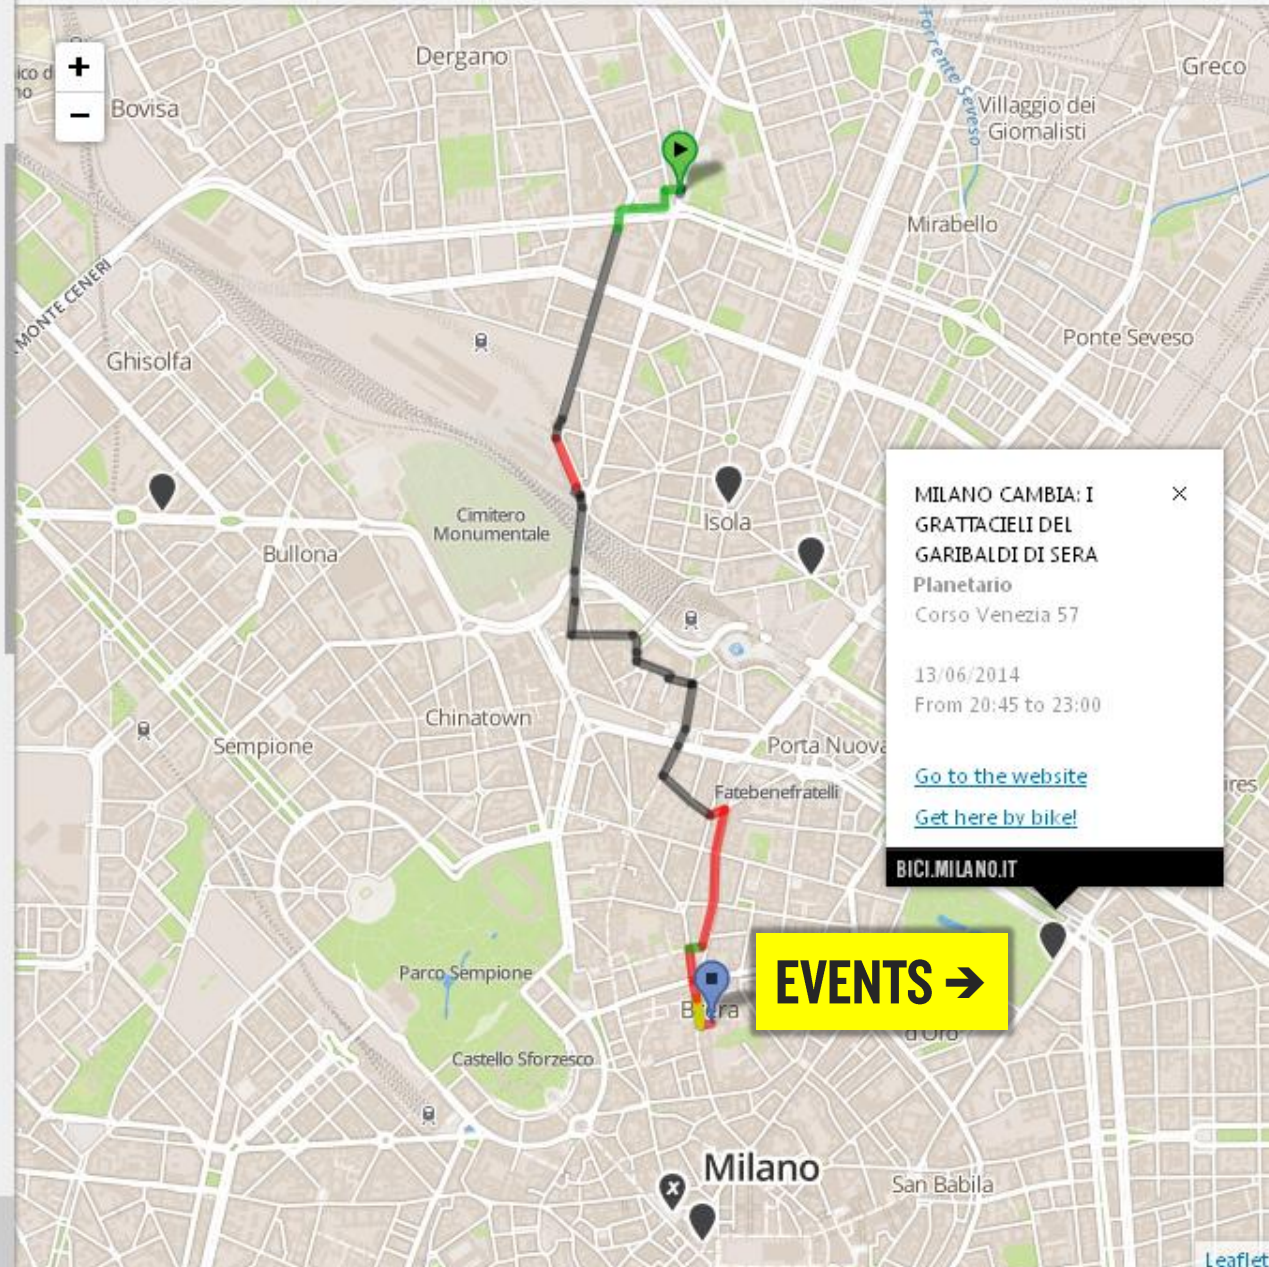 +
−
Dergano
Greco
Bovisa
Torrente Seveso
Villaggio dei
Giornalisti
Mirabello
MONTE CENERI
Ghisolfa
Ponte Seveso
Cimitero
Monumentale
Isola
Bullona
MILANO CAMBIA: I
GRATTACIELI DEL
GARIBALDI DI SERA
Planetario
Corso Venezia 57
13/06/2014
From 20:45 to 23:00
Go to the website
Get here by bike!
BICI.MILANO.IT
Chinatown
Sempione
Porta Nuova
Fatebenefratelli
Parco Sempione
EVENTS →
d'Oro
Castello Sforzesco
Milano
San Babila
Leaflet